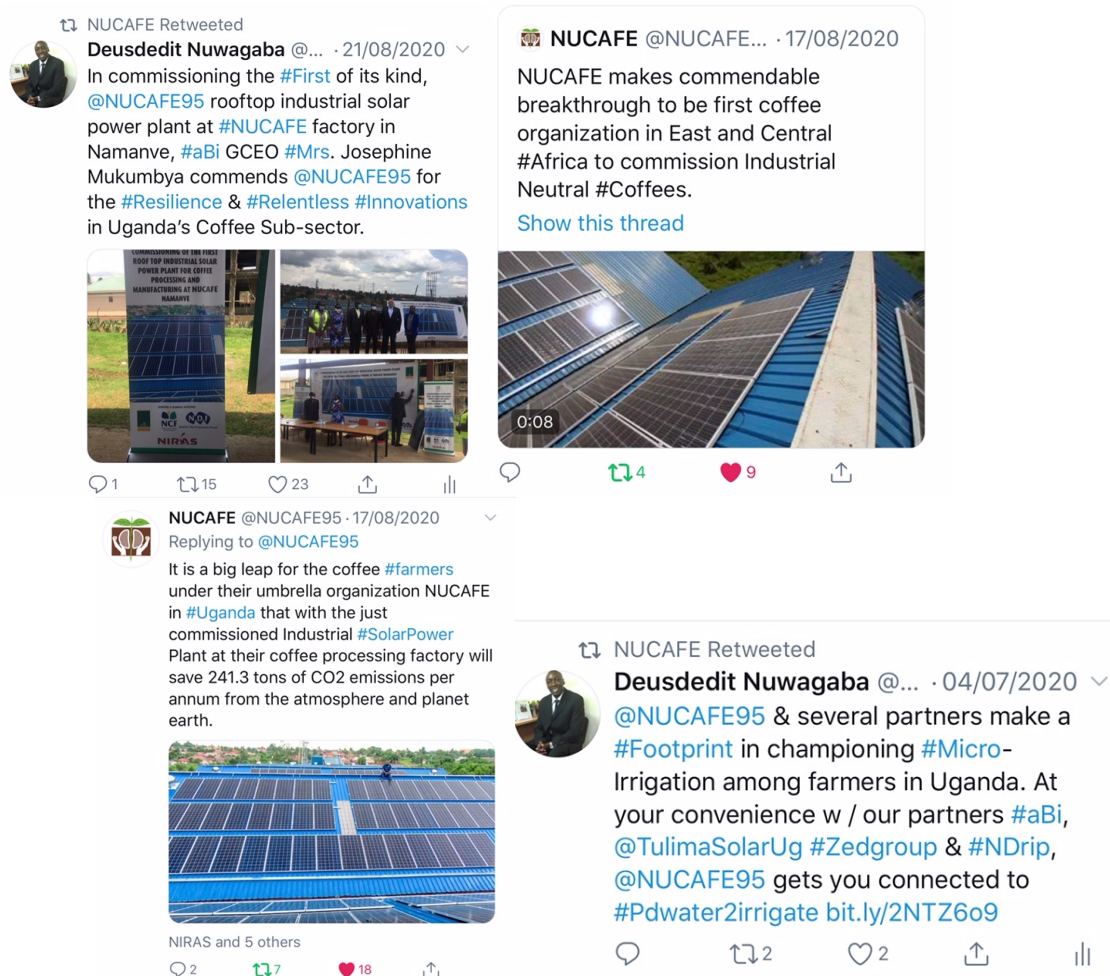 NUCAFE Retweeted
Deusdedit Nuwagaba @... · 21/08/2020
In commissioning the #First of its kind,
@NUCAFE95 rooftop industrial solar
power plant at #NUCAFE factory in
Namanve, #aBi GCEO #Mrs. Josephine
Mukumbya commends @NUCAFE95 for
the #Resilience & #Relentless #Innovations
in Uganda’s Coffee Sub-sector.
COMMISSIONING OF THE FIRST
ROOF TOP INDUSTRIAL SOLAR
POWER PLANT FOR COFFEE
PROCESSING AND
MANUFACTURING AT NUCAFE
NAMANVE
NCF
NDF
NIRAS
1 15 23
NUCAFE @NUCAFE... · 17/08/2020
NUCAFE makes commendable
breakthrough to be first coffee
organization in East and Central
#Africa to commission Industrial
Neutral #Coffees.
Show this thread
0:08
4 9
NUCAFE @NUCAFE95 · 17/08/2020
Replying to @NUCAFE95
It is a big leap for the coffee #farmers
under their umbrella organization NUCAFE
in #Uganda that with the just
commissioned Industrial #SolarPower
Plant at their coffee processing factory will
save 241.3 tons of CO2 emissions per
annum from the atmosphere and planet
earth.
NIRAS and 5 others
2 7 18
NUCAFE Retweeted
Deusdedit Nuwagaba @... · 04/07/2020
@NUCAFE95 & several partners make a
#Footprint in championing #Micro-
Irrigation among farmers in Uganda. At
your convenience w / our partners #aBi,
@TulimaSolarUg #Zedgroup & #NDrip,
@NUCAFE95 gets you connected to
#Pdwater2irrigate bit.ly/2NTZ6o9
2 2